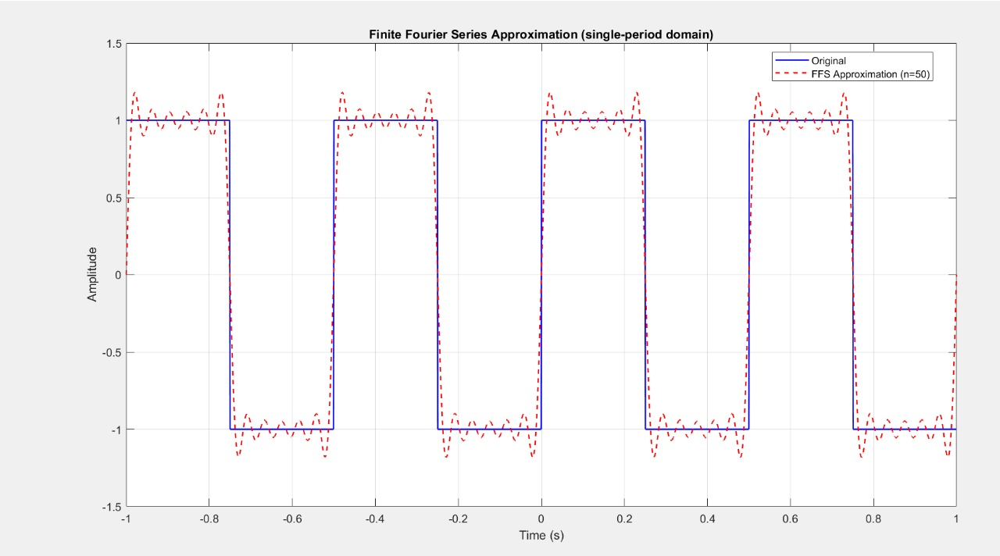 Finite Fourier Series Approximation (single-period domain)
Original
FFS Approximation (n=50)
1.5
1
0.5
0
-0.5
-1
-1.5
Amplitude
-1 -0.8 -0.6 -0.4 -0.2 0 0.2 0.4 0.6 0.8 1
Time (s)